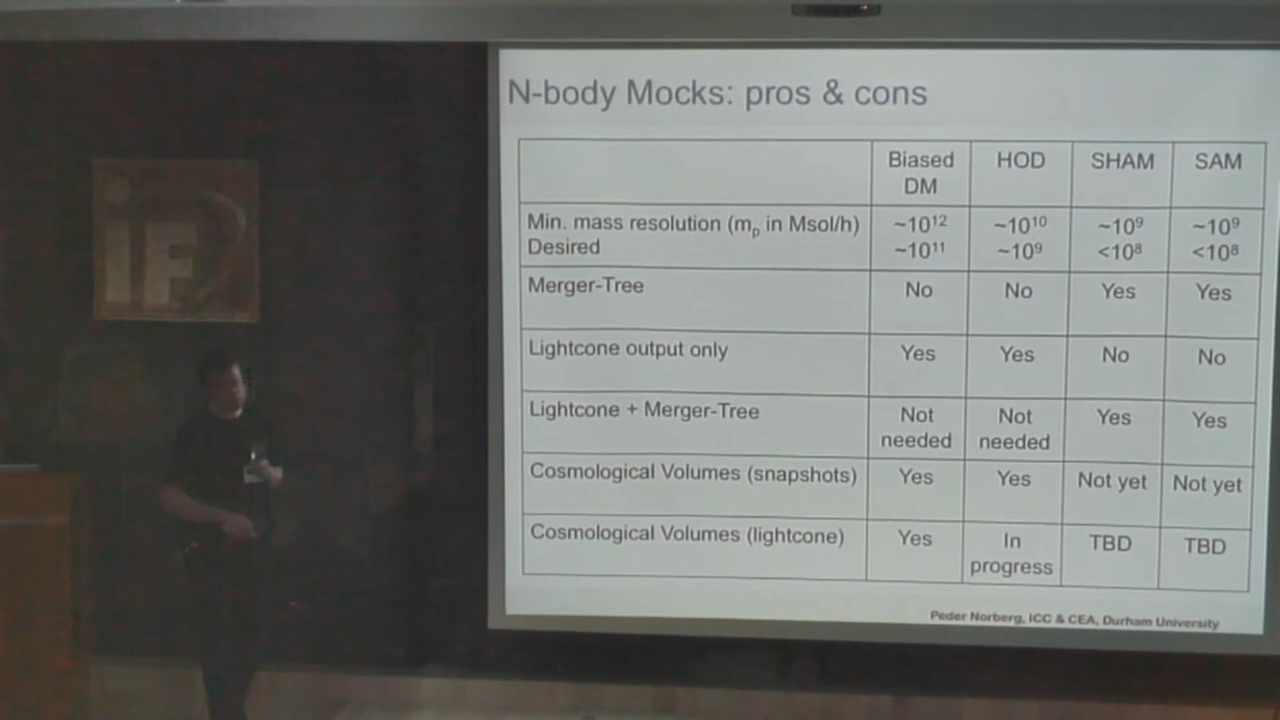 N-body Mocks: pros & cons
Biased DM HOD SHAM SAM
Min. mass resolution (mp in Msol/h) ~10¹² ~10¹⁰ ~10⁹ ~10⁹
Desired ~10¹¹ ~10⁹ <10⁸ <10⁸
Merger-Tree No No Yes Yes
Lightcone output only Yes Yes No No
Lightcone + Merger-Tree Not needed Not needed Yes Yes
Cosmological Volumes (snapshots) Yes Yes Not yet Not yet
Cosmological Volumes (lightcone) Yes In progress TBD TBD
Peder Norberg, ICC & CEA, Durham University